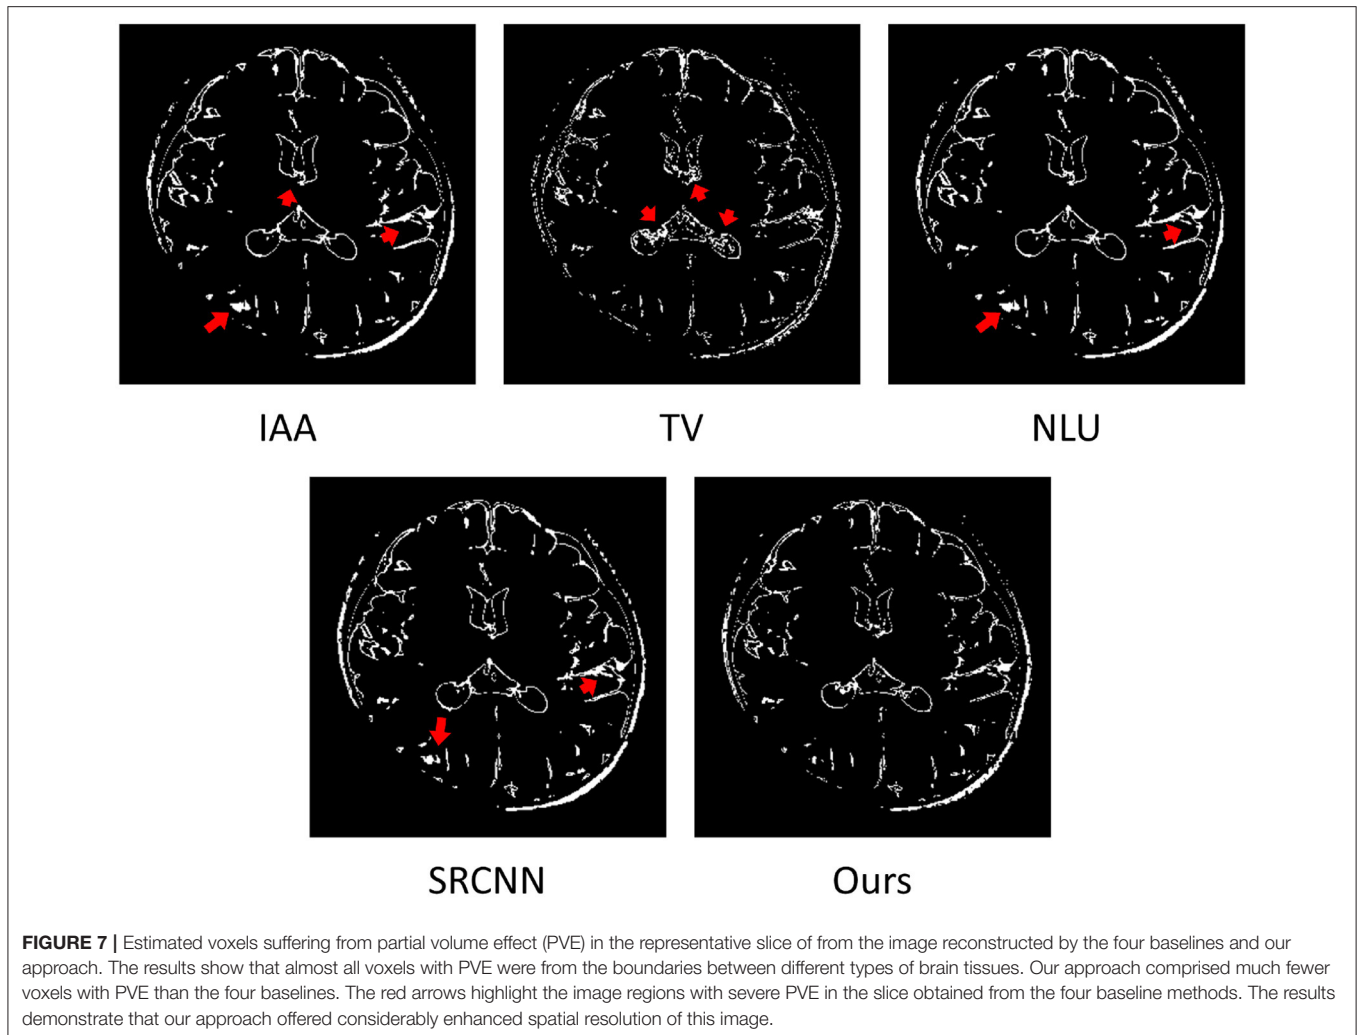 IAA
TV
NLU
SRCNN
Ours
FIGURE 7 | Estimated voxels suffering from partial volume effect (PVE) in the representative slice of from the image reconstructed by the four baselines and our
approach. The results show that almost all voxels with PVE were from the boundaries between different types of brain tissues. Our approach comprised much fewer
voxels with PVE than the four baselines. The red arrows highlight the image regions with severe PVE in the slice obtained from the four baseline methods. The results
demonstrate that our approach offered considerably enhanced spatial resolution of this image.